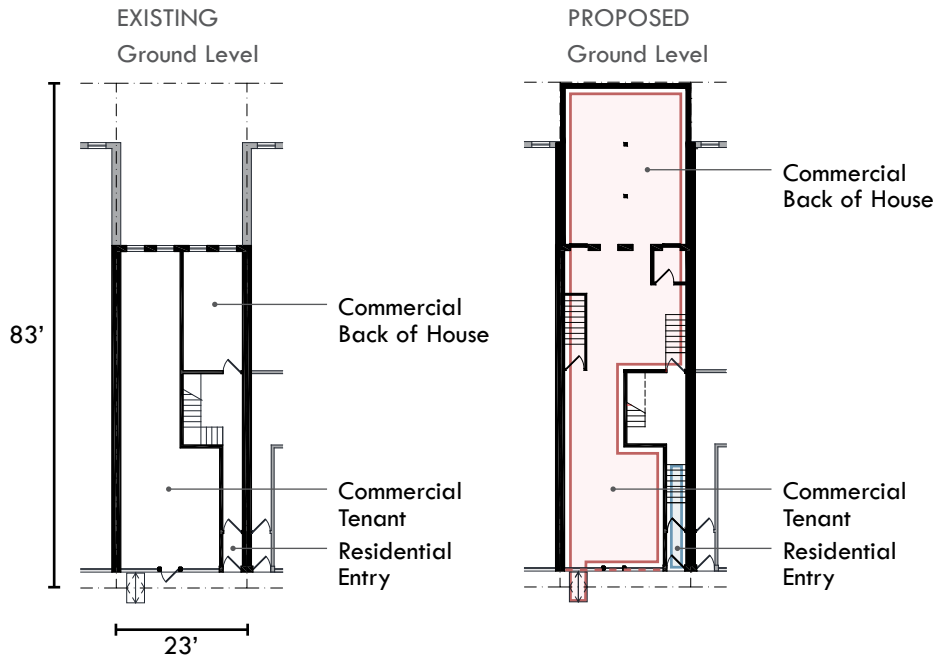 EXISTING
Ground Level
83’
Commercial
Back of House
Commercial
Tenant
Residential
Entry
23’
PROPOSED
Ground Level
Commercial
Back of House
Commercial
Tenant
Residential
Entry